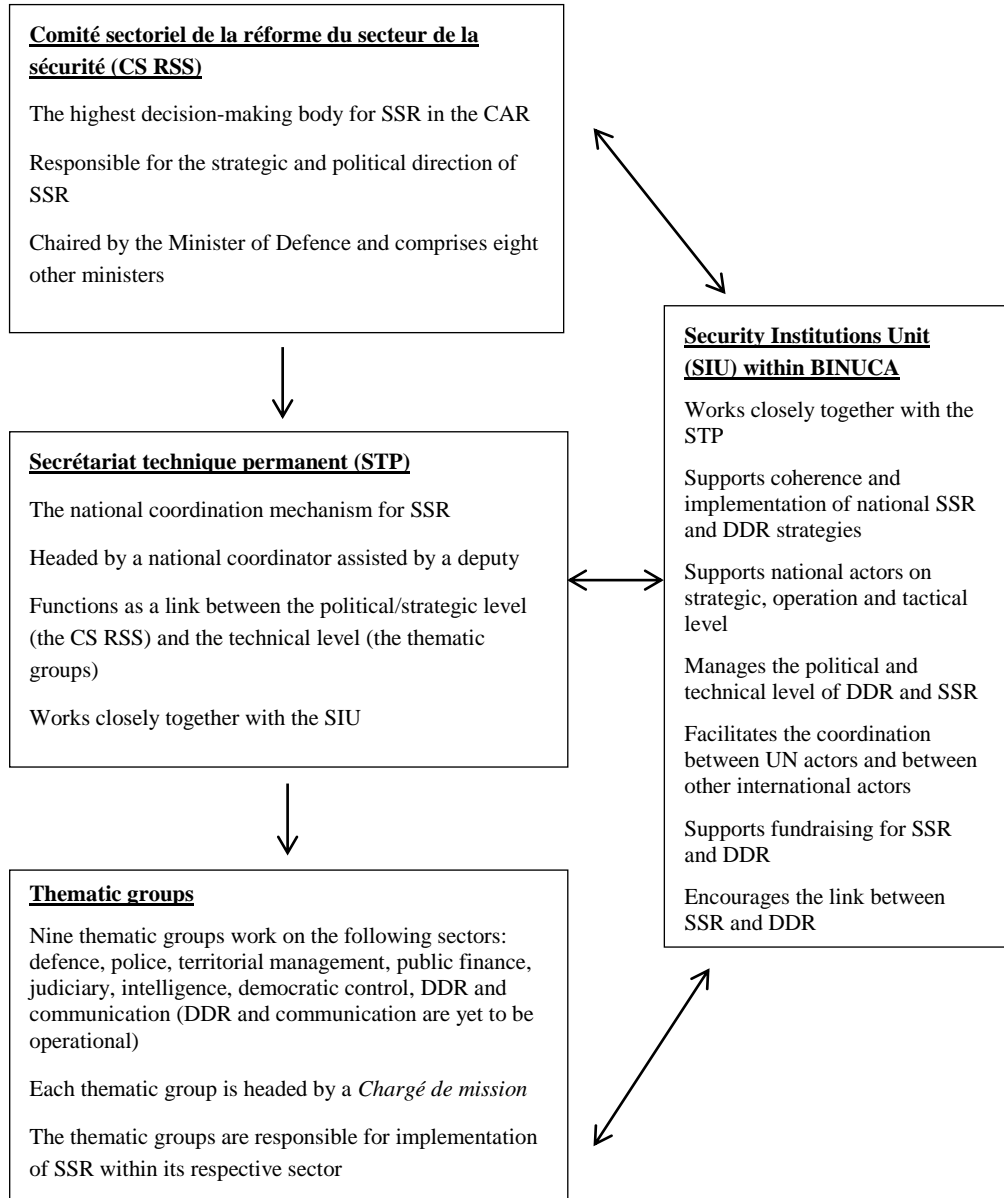 Comité sectoriel de la réforme du secteur de la
sécurité (CS RSS)
The highest decision-making body for SSR in the CAR
Responsible for the strategic and political direction of
SSR
Chaired by the Minister of Defence and comprises eight
other ministers
Secrétariat technique permanent (STP)
The national coordination mechanism for SSR
Headed by a national coordinator assisted by a deputy
Functions as a link between the political/strategic level
(the CS RSS) and the technical level (the thematic
groups)
Works closely together with the SIU
Thematic groups
Nine thematic groups work on the following sectors:
defence, police, territorial management, public finance,
judiciary, intelligence, democratic control, DDR and
communication (DDR and communication are yet to be
operational)
Each thematic group is headed by a Chargé de mission
The thematic groups are responsible for implementation
of SSR within its respective sector
Security Institutions Unit
(SIU) within BINUCA
Works closely together with the
STP
Supports coherence and
implementation of national SSR
and DDR strategies
Supports national actors on
strategic, operation and tactical
level
Manages the political and
technical level of DDR and SSR
Facilitates the coordination
between UN actors and between
other international actors
Supports fundraising for SSR
and DDR
Encourages the link between
SSR and DDR